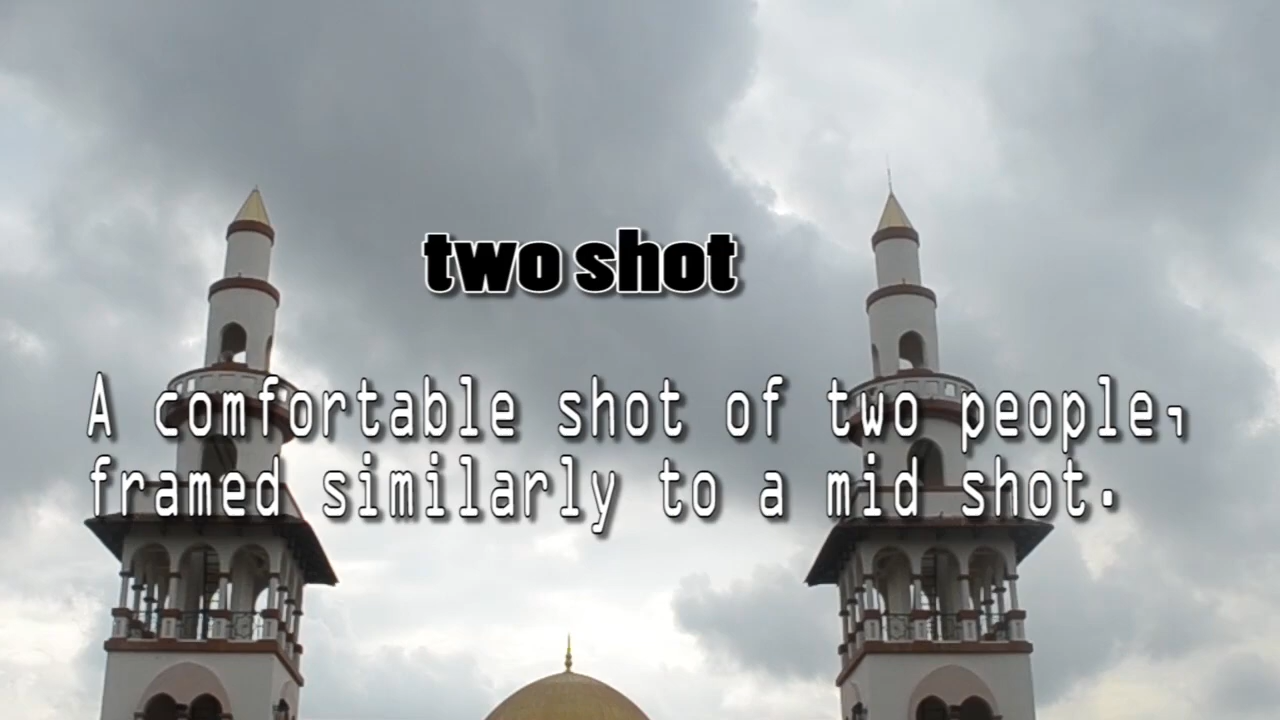 two shot
A comfortable shot of two people,
framed similarly to a mid shot.